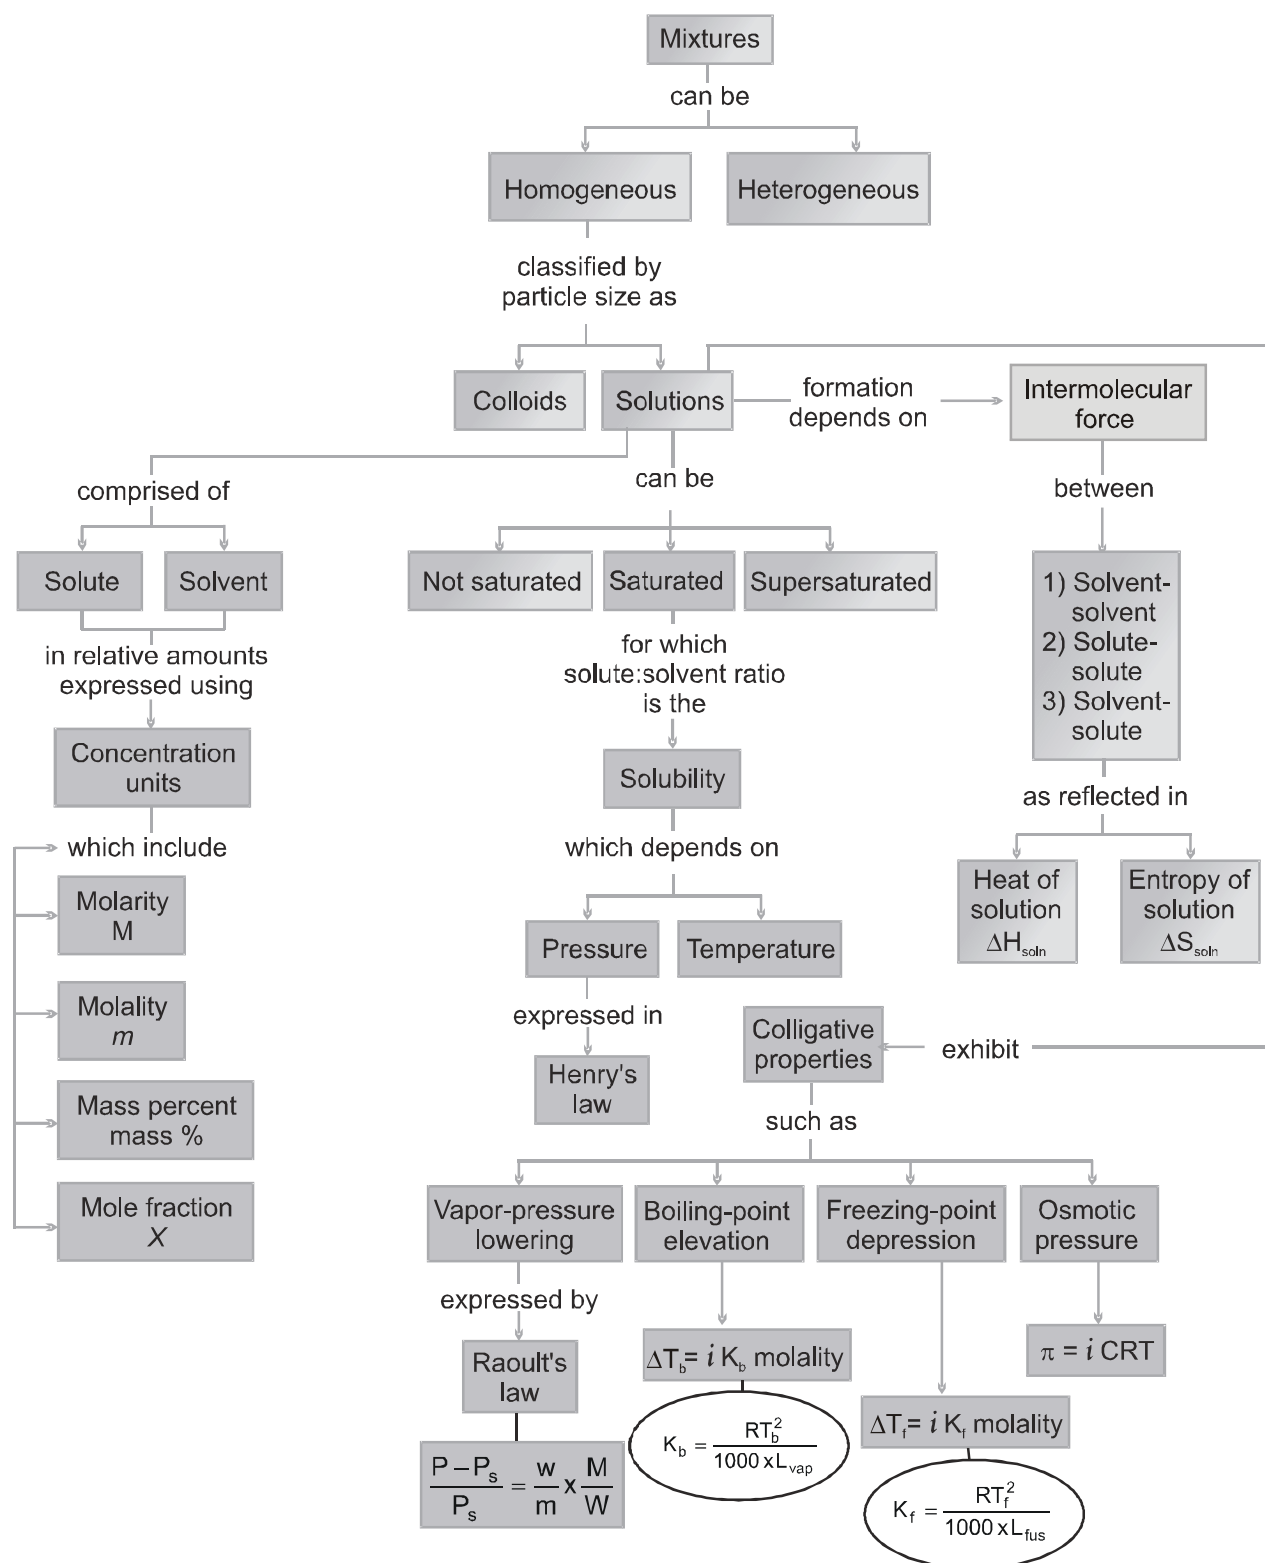 Mixtures
can be
Homogeneous
Heterogeneous
classified by
particle size as
Colloids
Solutions
formation
depends on
Intermolecular
force
comprised of
can be
between
Solute
Solvent
Not saturated
Saturated
Supersaturated
1) Solvent-
solvent
2) Solute-
solute
3) Solvent-
solute
in relative amounts
expressed using
for which
solute:solvent ratio
is the
Concentration
units
Solubility
as reflected in
which include
which depends on
Heat of
solution
ΔH_soln
Entropy of
solution
ΔS_soln
Molarity
M
Pressure
Temperature
Molality
m
expressed in
Colligative
properties
exhibit
Henry's
law
Mass percent
mass %
such as
Mole fraction
X
Vapor-pressure
lowering
Boiling-point
elevation
Freezing-point
depression
Osmotic
pressure
expressed by
Raoult's
law
ΔT_b = i K_b molality
π = i CRT
ΔT_f = i K_f molality
(P – P_s)/P_s = w/m x M/W
K_b = RT_b^2/(1000 x L_vap)
K_f = RT_f^2/(1000 x L_fus)